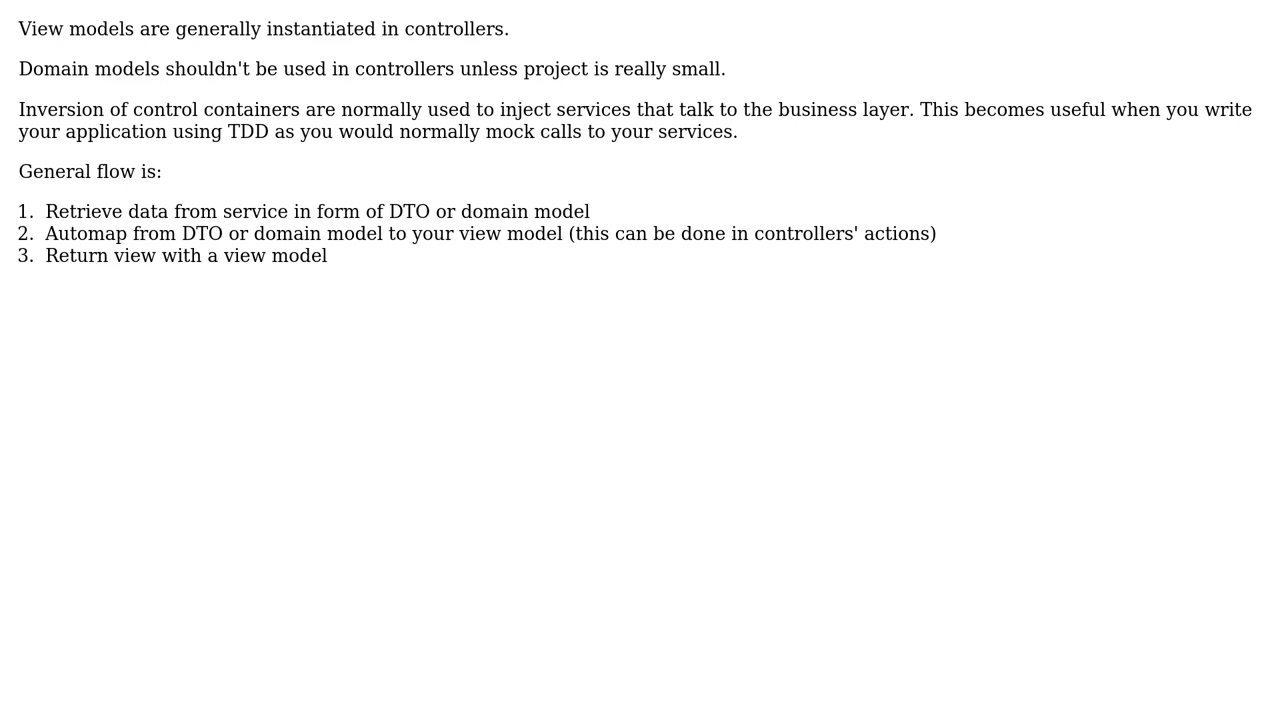 View models are generally instantiated in controllers.
Domain models shouldn't be used in controllers unless project is really small.
Inversion of control containers are normally used to inject services that talk to the business layer. This becomes useful when you write
your application using TDD as you would normally mock calls to your services.
General flow is:
1. Retrieve data from service in form of DTO or domain model
2. Automap from DTO or domain model to your view model (this can be done in controllers' actions)
3. Return view with a view model